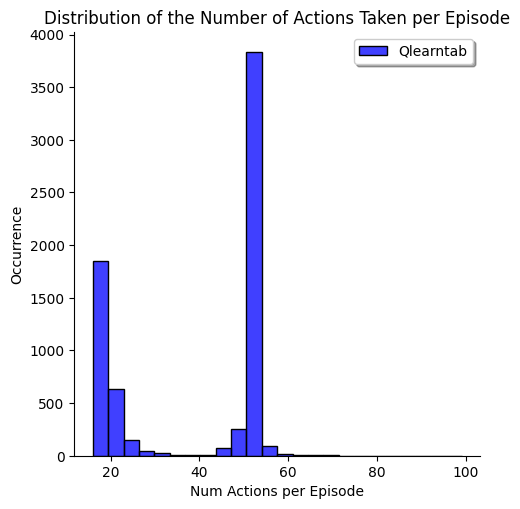 Distribution of the Number of Actions Taken per Episode
Qlearntab
4000
3500
3000
2500
2000
1500
1000
500
0
Occurrence
20 40 60 80 100
Num Actions per Episode